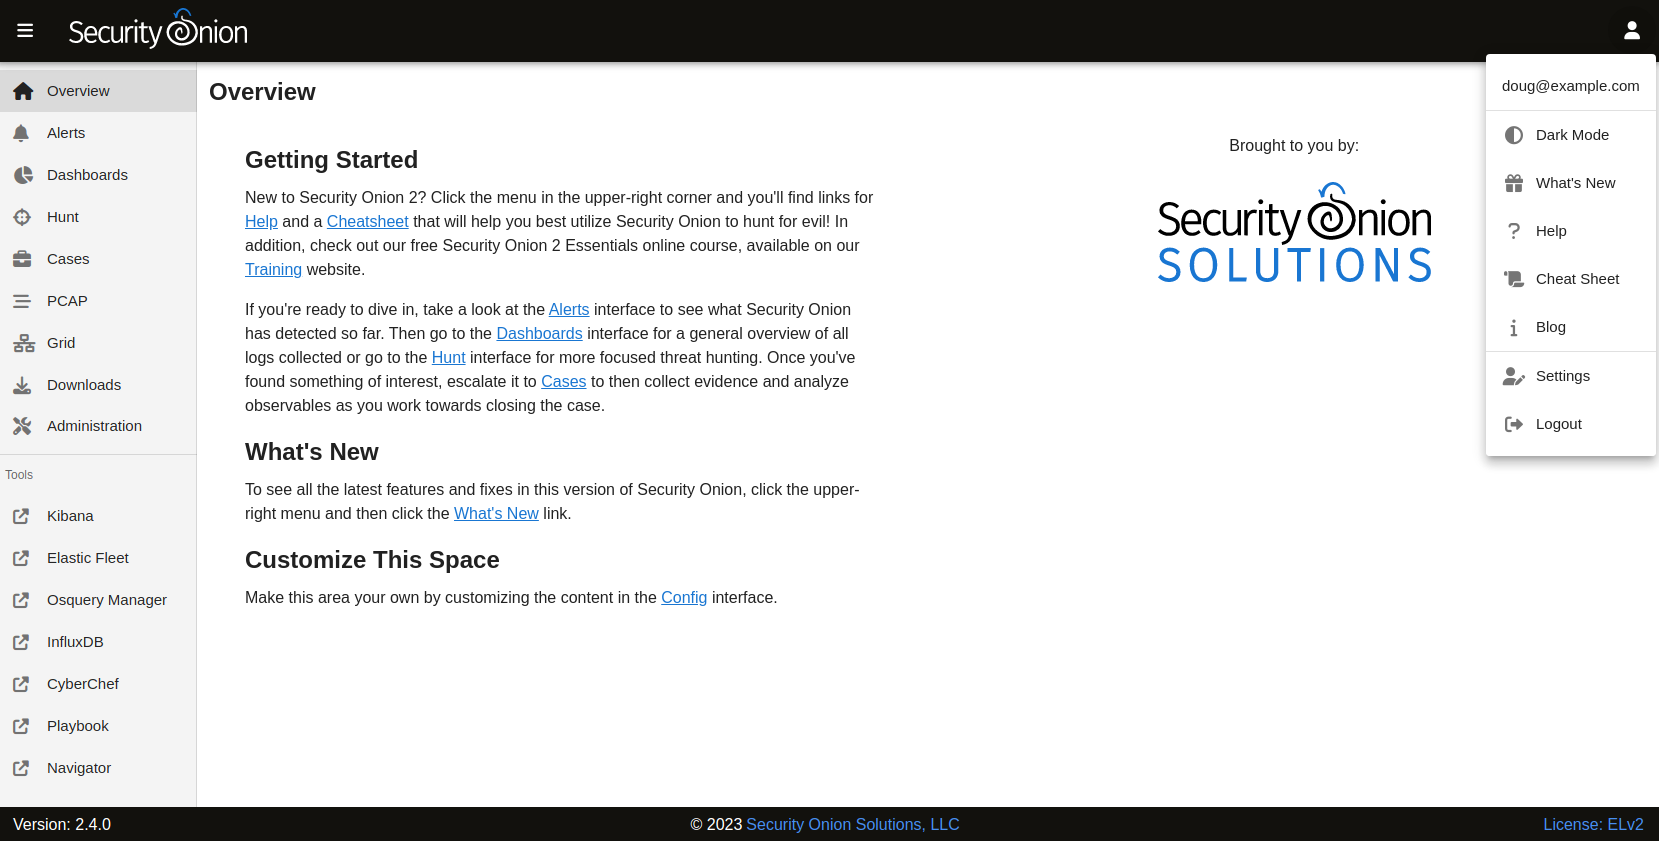 Security Onion
Overview
Alerts
Dashboards
Hunt
Cases
PCAP
Grid
Downloads
Administration
Tools
Kibana
Elastic Fleet
Osquery Manager
InfluxDB
CyberChef
Playbook
Navigator
Overview
Getting Started
New to Security Onion 2? Click the menu in the upper-right corner and you'll find links for
Help and a Cheatsheet that will help you best utilize Security Onion to hunt for evil! In
addition, check out our free Security Onion 2 Essentials online course, available on our
Training website.
If you're ready to dive in, take a look at the Alerts interface to see what Security Onion
has detected so far. Then go to the Dashboards interface for a general overview of all
logs collected or go to the Hunt interface for more focused threat hunting. Once you've
found something of interest, escalate it to Cases to then collect evidence and analyze
observables as you work towards closing the case.
What's New
To see all the latest features and fixes in this version of Security Onion, click the upper-
right menu and then click the What's New link.
Customize This Space
Make this area your own by customizing the content in the Config interface.
Brought to you by:
Security Onion
SOLUTIONS
doug@example.com
Dark Mode
What's New
Help
Cheat Sheet
Blog
Settings
Logout
Version: 2.4.0
© 2023 Security Onion Solutions, LLC
License: ELv2